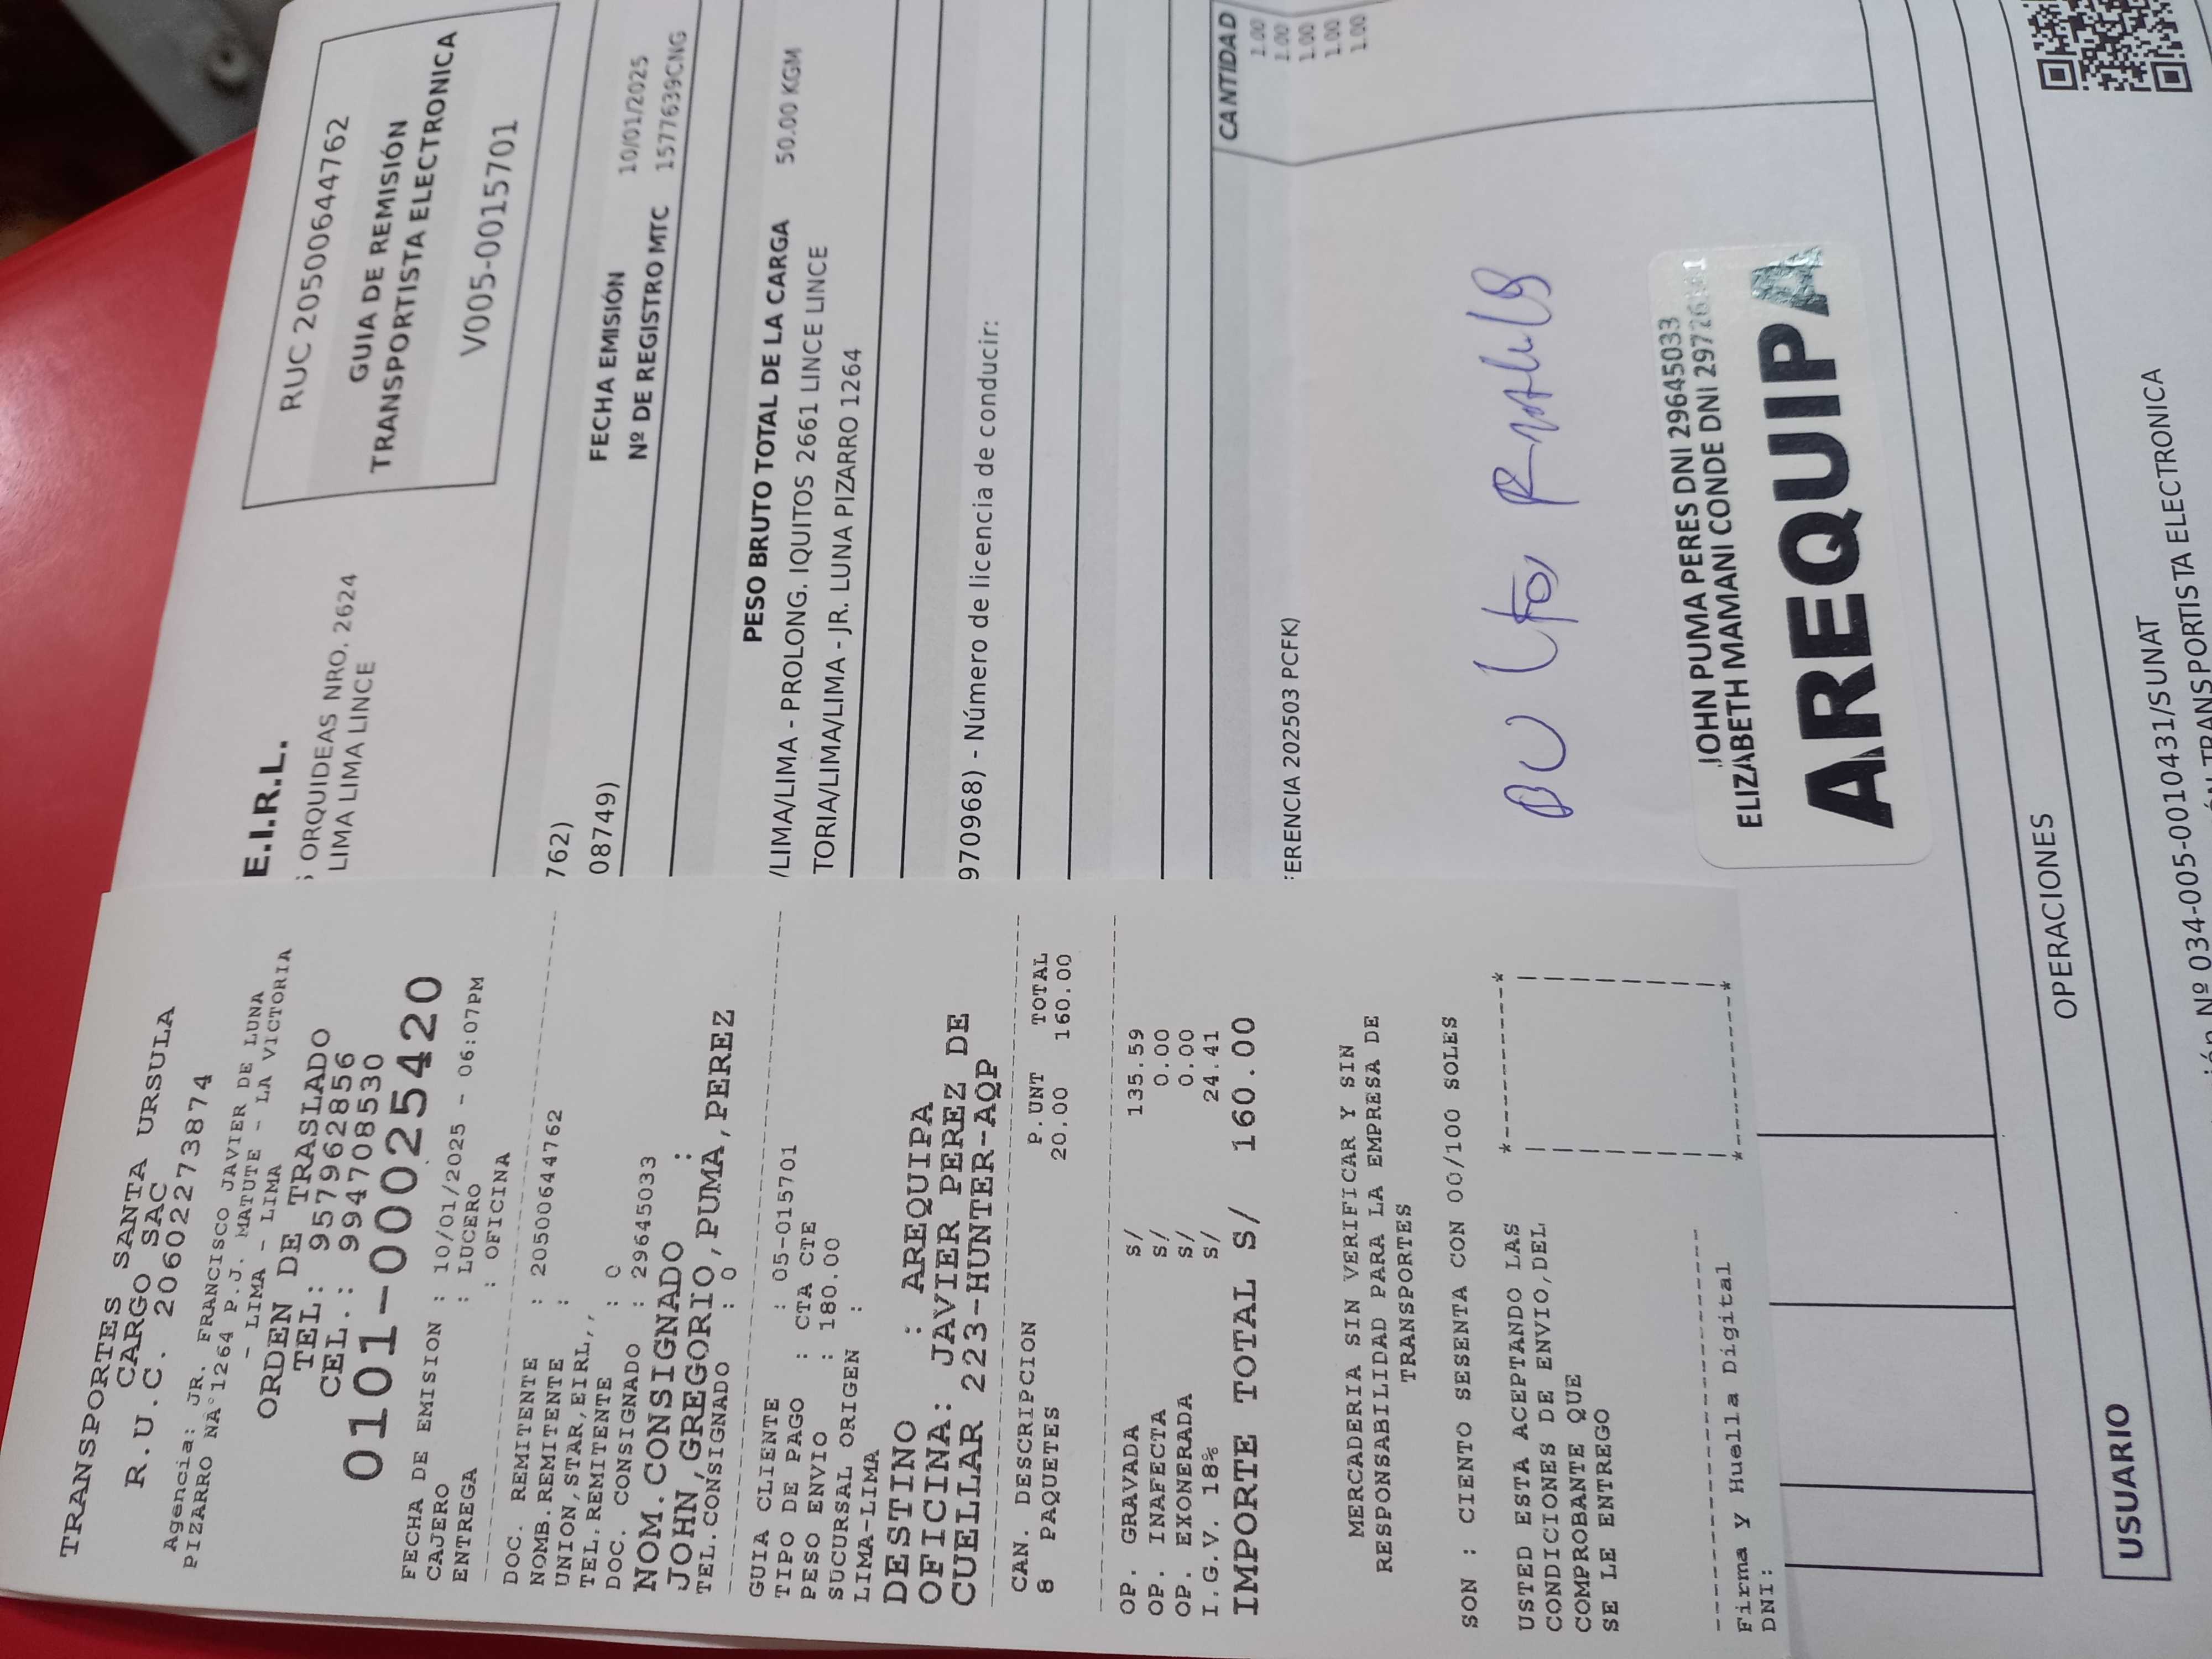 TRANSPORTES SANTA URSULA
CARGO SAC
R.U.C. 20602273874
Agencia: JR. FRANCISCO JAVIER DE LUNA
PIZARRO NA°1264 P.J. MATUTE - LA VICTORIA
- LIMA - LIMA
ORDEN DE TRASLADO
TEL: 957962856
CEL.: 994708530
0101-00025420
FECHA DE EMISION : 10/01/2025 - 06:07PM
CAJERO : LUCERO
ENTREGA : OFICINA
DOC. REMITENTE : 20500644762
NOMB.REMITENTE :
UNION,STAR,EIRL,,
TEL.REMITENTE : 0
DOC. CONSIGNADO : 29645033
NOM.CONSIGNADO :
JOHN,GREGORIO,PUMA,PEREZ
TEL.CONSIGNADO : 0
GUIA CLIENTE : 05-015701
TIPO DE PAGO : CTA CTE
PESO ENVIO : 180.00
SUCURSAL ORIGEN :
LIMA-LIMA
DESTINO : AREQUIPA
OFICINA: JAVIER PEREZ DE
CUELLAR 223-HUNTER-AQP
CAN. DESCRIPCION P.UNT TOTAL
8 PAQUETES 20.00 160.00
OP. GRAVADA S/ 135.59
OP. INAFECTA S/ 0.00
OP. EXONERADA S/ 0.00
I.G.V. 18% S/ 24.41
IMPORTE TOTAL S/ 160.00
MERCADERIA SIN VERIFICAR Y SIN
RESPONSABILIDAD PARA LA EMPRESA DE
TRANSPORTES
SON : CIENTO SESENTA CON 00/100 SOLES
USTED ESTA ACEPTANDO LAS
CONDICIONES DE ENVIO,DEL
COMPROBANTE QUE
SE LE ENTREGO
Firma Y Huella Digital
DNI:
E.I.R.L.
ORQUIDEAS NRO. 2624
LIMA LIMA LINCE
RUC 20500644762
GUIA DE REMISIÓN
TRANSPORTISTA ELECTRONICA
V005-00015701
762)
08749)
FECHA EMISIÓN 10/01/2025
Nº DE REGISTRO MTC 1577639CNG
PESO BRUTO TOTAL DE LA CARGA 50.00 KGM
/LIMA/LIMA - PROLONG. IQUITOS 2661 LINCE LINCE
TORIA/LIMA/LIMA - JR. LUNA PIZARRO 1264
970968) - Número de licencia de conducir:
CANTIDAD
1.00
1.00
1.00
1.00
1.00
ERENCIA 202503 PCFK)
JOHN PUMA PERES DNI 29645033
ELIZABETH MAMANI CONDE DNI
AREQUIPA
OPERACIONES
USUARIO
Nº 034-005-0010431/SUNAT
TRANSPORTISTA ELECTRONICA